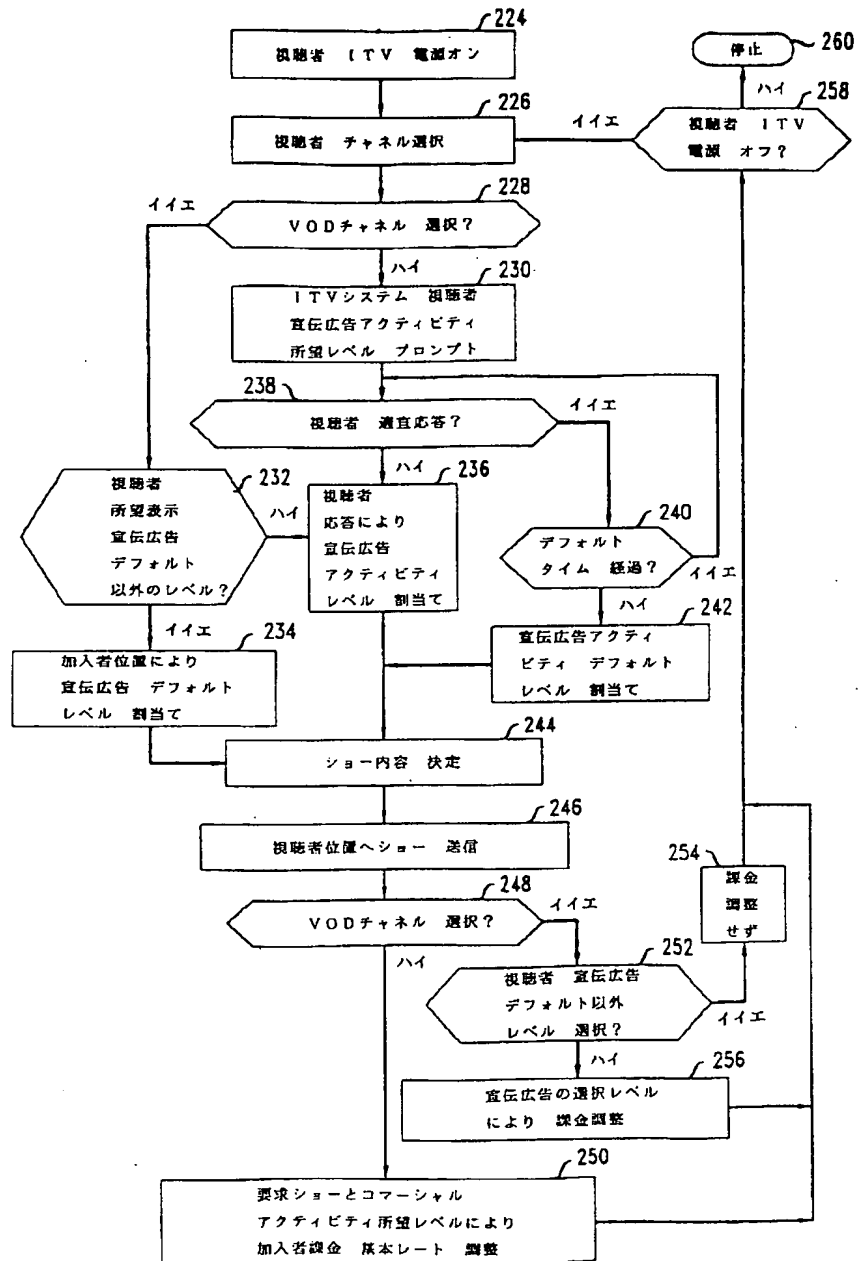 224
視聴者 ITV 電源オン
260
停止
ハイ
258
視聴者 ITV
電源 オフ?
イイエ
226
視聴者 チャネル選択
228
VODチャネル 選択?
イイエ
ハイ
230
ITVシステム 視聴者
宣伝広告アクティビティ
所望レベル プロンプト
238
視聴者 適宜応答?
イイエ
ハイ
232
視聴者
所望表示
宣伝広告
デフォルト
以外のレベル?
ハイ
イイエ
236
視聴者
応答により
宣伝広告
アクティビティ
レベル 割当て
240
デフォルト
タイム 経過?
イイエ
ハイ
234
加入者位置により
宣伝広告 デフォルト
レベル 割当て
242
宣伝広告アクティ
ビティ デフォルト
レベル 割当て
244
ショー内容 決定
246
視聴者位置へショー 送信
248
VODチャネル 選択?
イイエ
ハイ
254
課金
調整
せず
252
視聴者 宣伝広告
デフォルト以外
レベル 選択?
イイエ
ハイ
256
宣伝広告の選択レベル
により 課金調整
250
要求ショーとコマーシャル
アクティビティ所望レベルにより
加入者課金 基本レート 調整